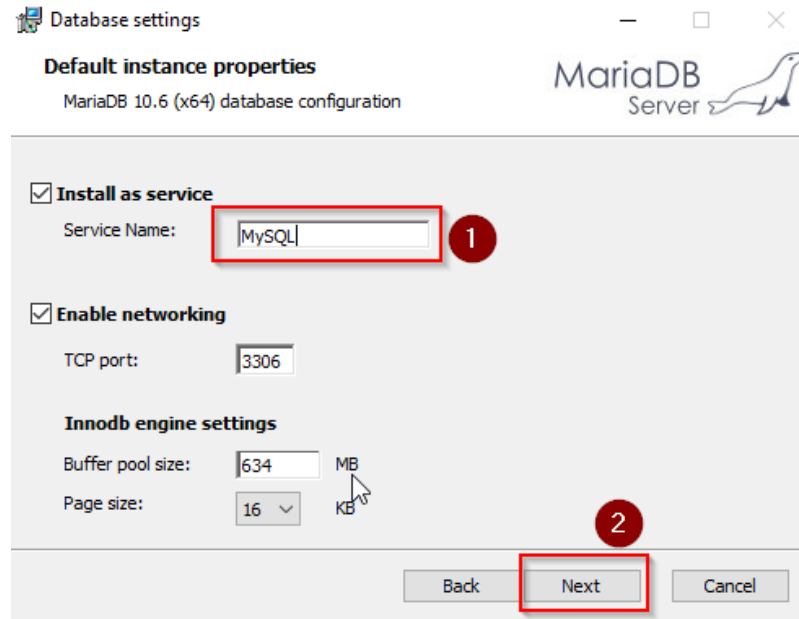 Database settings
Default instance properties
MariaDB 10.6 (x64) database configuration
MariaDB
Server
Install as service
Service Name: MySQL
1
Enable networking
TCP port: 3306
Innodb engine settings
Buffer pool size: 634 MB
Page size: 16 KB
2
Back Next Cancel